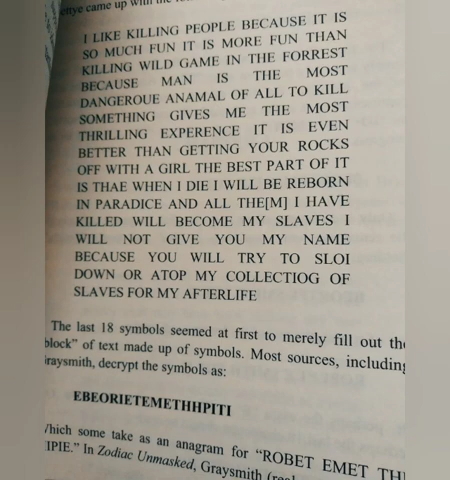 came up with the
I LIKE KILLING PEOPLE BECAUSE IT IS
SO MUCH FUN IT IS MORE FUN THAN
KILLING WILD GAME IN THE FORREST
BECAUSE MAN IS THE MOST
DANGEROUE ANAMAL OF ALL TO KILL
SOMETHING GIVES ME THE MOST
THRILLING EXPERENCE IT IS EVEN
BETTER THAN GETTING YOUR ROCKS
OFF WITH A GIRL THE BEST PART OF IT
IS THAE WHEN I DIE I WILL BE REBORN
IN PARADICE AND ALL THE[M] I HAVE
KILLED WILL BECOME MY SLAVES I
WILL NOT GIVE YOU MY NAME
BECAUSE YOU WILL TRY TO SLOI
DOWN OR ATOP MY COLLECTIOG OF
SLAVES FOR MY AFTERLIFE
The last 18 symbols seemed at first to merely fill out the
block” of text made up of symbols. Most sources, including
Graysmith, decrypt the symbols as:
EBEORIETEMETHHPITI
Which some take as an anagram for “ROBET EMET TH
IPIE.” In Zodiac Unmasked, Graysmith